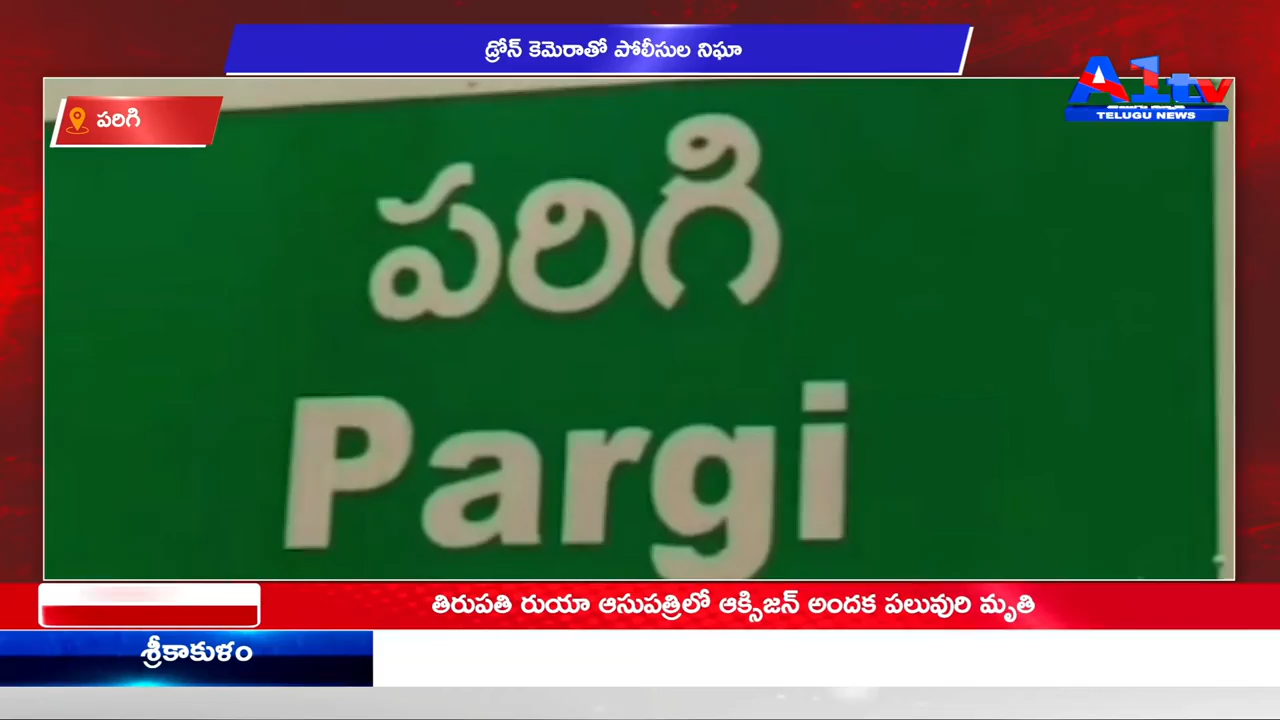 డ్రోన్ కెమెరాతో పోలీసుల నిఘా
A1tv
TELUGU NEWS
పరిగి
పరిగి
Pargi
తిరుపతి రుయా ఆసుపత్రిలో ఆక్సిజన్ అందక పలువురి మృతి
శ్రీకాకుళం